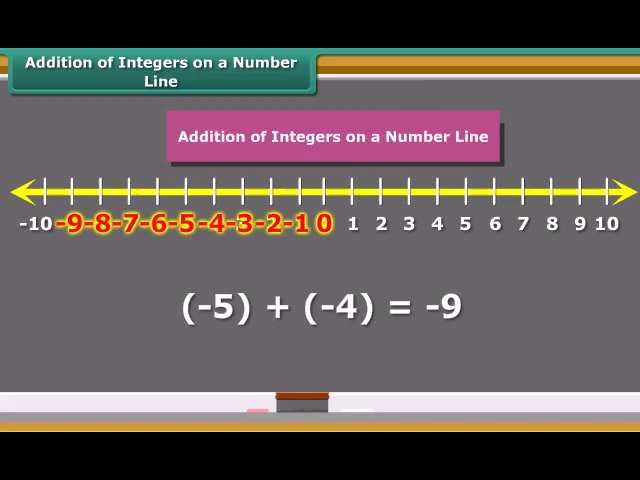 Addition of Integers on a Number
Line
Addition of Integers on a Number Line
-10 -9 -8 -7 -6 -5 -4 -3 -2 -1 0 1 2 3 4 5 6 7 8 9 10
(-5) + (-4) = -9